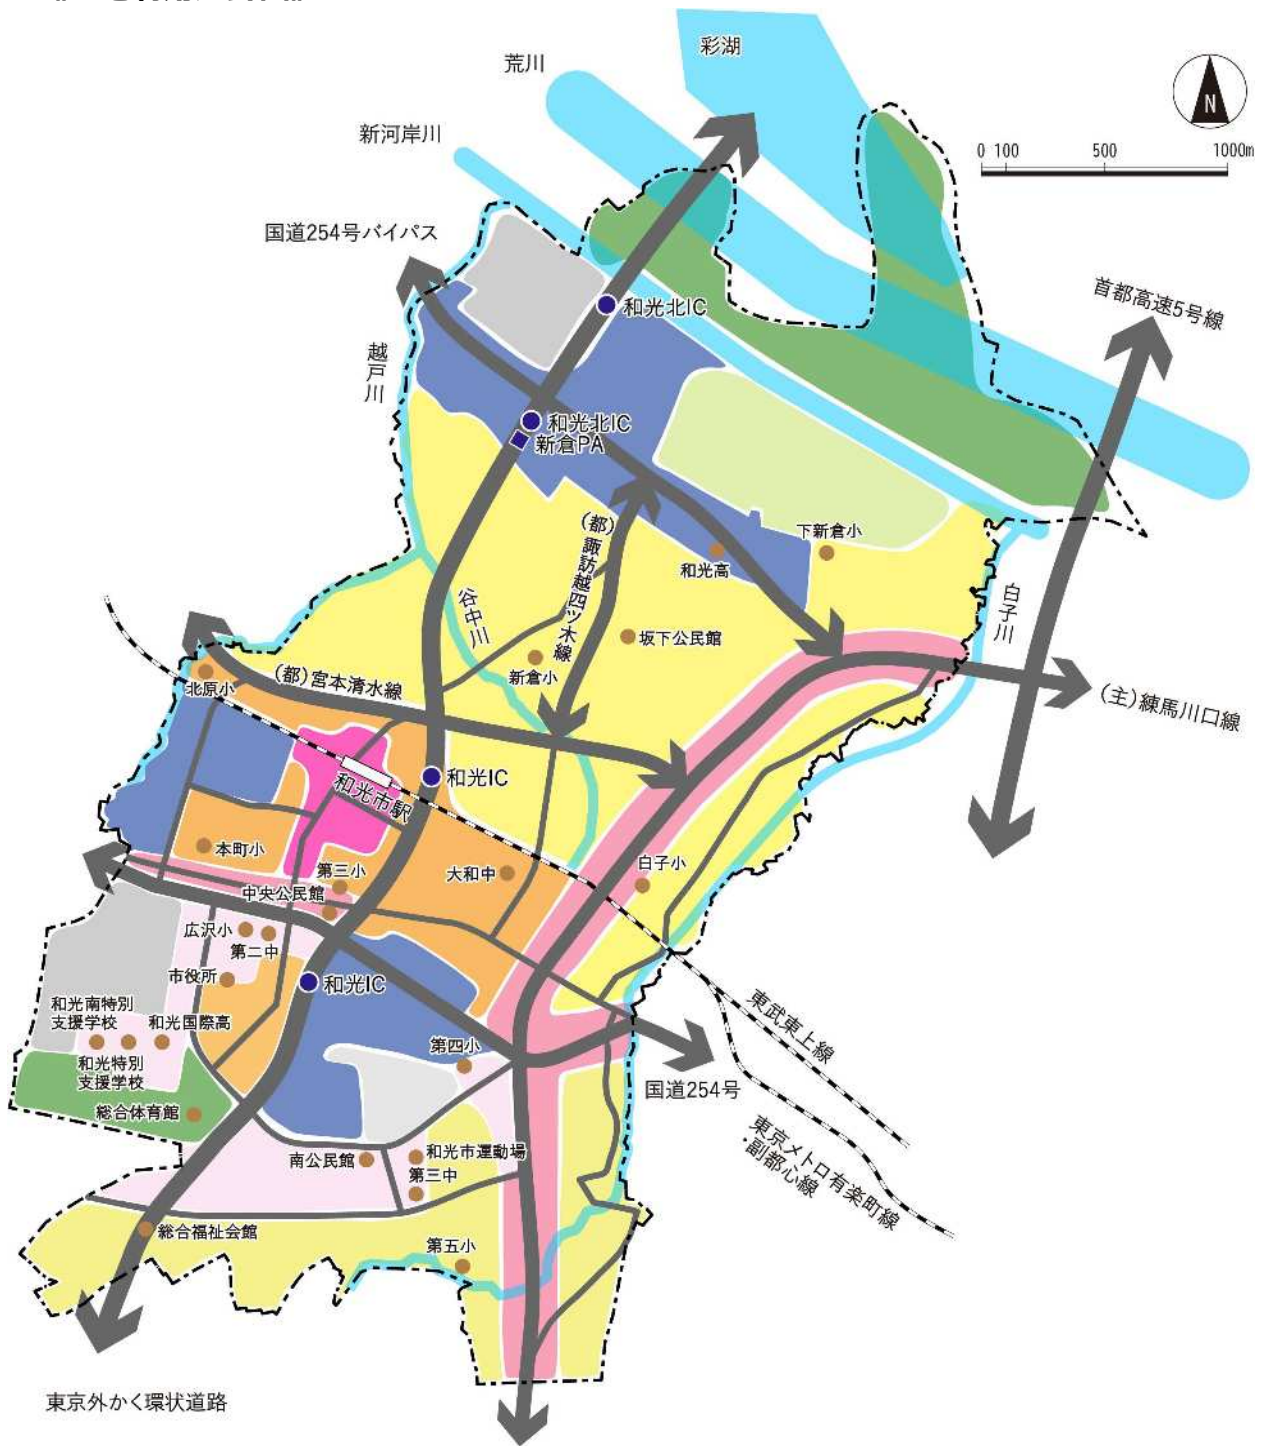 彩湖
荒川
新河岸川
国道254号バイパス
N
0 100 500 1000m
首都高速5号線
和光北IC
越戸川
和光北IC
新倉PA
(都)諏訪越四ツ木線
下新倉小
和光高
谷中川
白子川
坂下公民館
新倉小
北原小
(都)宮本清水線
(主)練馬川口線
和光IC
和光市駅
本町小
第三小
大和中
白子小
中央公民館
広沢小
第二中
市役所
和光IC
和光南特別
支援学校
和光国際高
和光特別
支援学校
第四小
東武東上線
国道254号
総合体育館
南公民館
和光市運動場
第三中
東京メトロ有楽町線
・副都心線
総合福祉会館
第五小
東京外かく環状道路